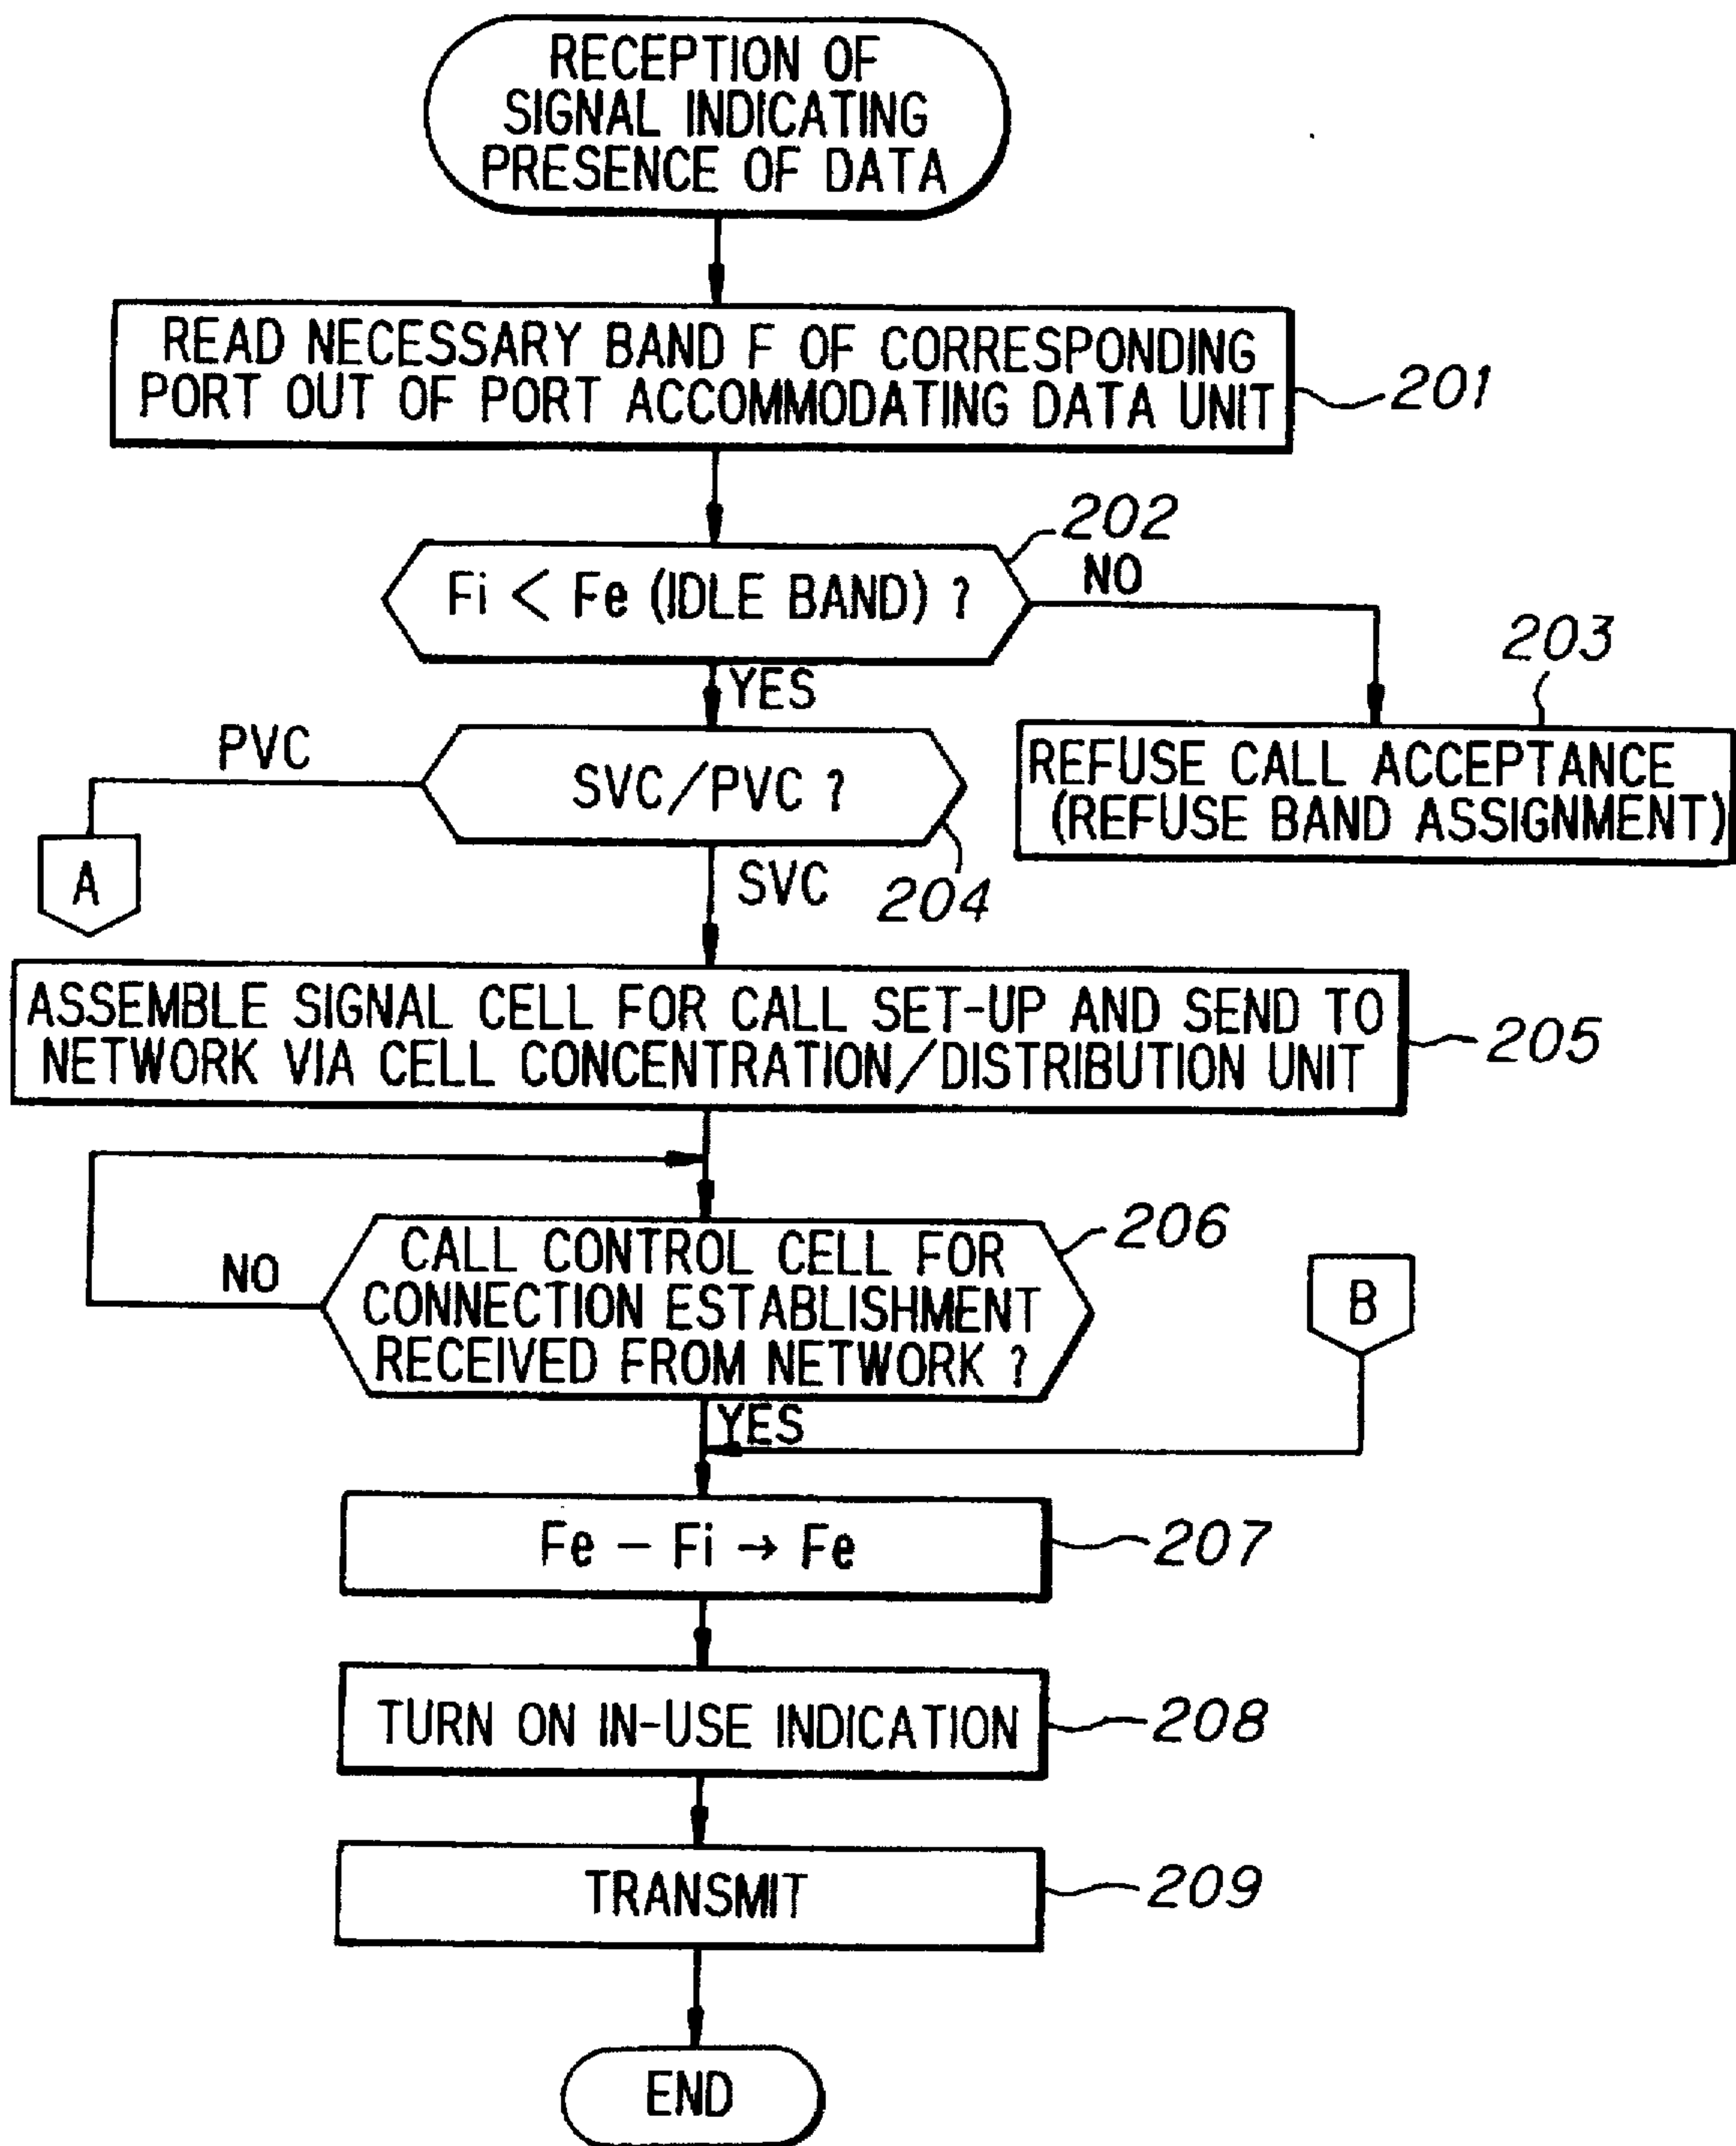 RECEPTION OF
SIGNAL INDICATING
PRESENCE OF DATA
READ NECESSARY BAND F OF CORRESPONDING
PORT OUT OF PORT ACCOMMODATING DATA UNIT
201
202
Fi < Fe (IDLE BAND) ?
NO
YES
203
REFUSE CALL ACCEPTANCE
(REFUSE BAND ASSIGNMENT)
PVC
SVC/PVC ?
204
A
SVC
ASSEMBLE SIGNAL CELL FOR CALL SET-UP AND SEND TO
NETWORK VIA CELL CONCENTRATION/DISTRIBUTION UNIT
205
206
CALL CONTROL CELL FOR
CONNECTION ESTABLISHMENT
RECEIVED FROM NETWORK ?
NO
B
YES
Fe - Fi → Fe
207
TURN ON IN-USE INDICATION
208
TRANSMIT
209
END